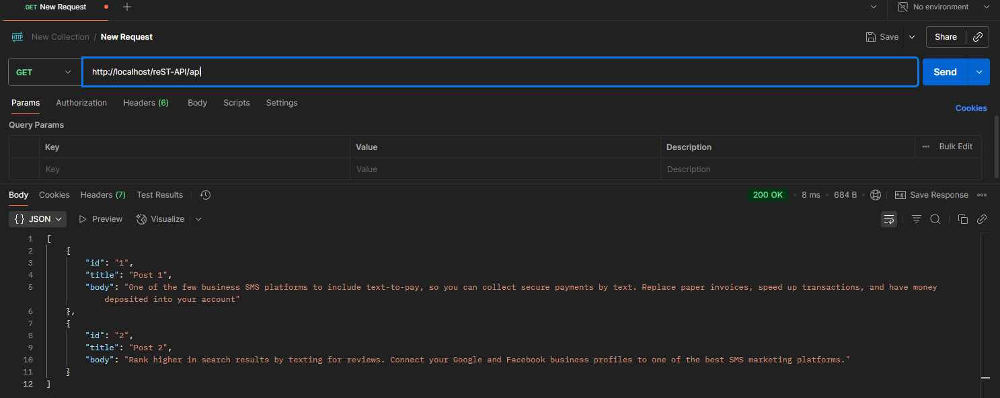 GET New Request
No environment
HTTP New Collection / New Request
Save
Share
GET
http://localhost/reST-API/api
Send
Params Authorization Headers (6) Body Scripts Settings
Cookies
Query Params
Key Value Description Bulk Edit
Key Value Description
Body Cookies Headers (7) Test Results
200 OK • 8 ms • 684 B • e.g. Save Response
{} JSON Preview Visualize
1 [
2 {
3 "id": "1",
4 "title": "Post 1",
5 "body": "One of the few business SMS platforms to include text-to-pay, so you can collect secure payments by text. Replace paper invoices, speed up transactions, and have money
deposited into your account"
6 },
7 {
8 "id": "2",
9 "title": "Post 2",
10 "body": "Rank higher in search results by texting for reviews. Connect your Google and Facebook business profiles to one of the best SMS marketing platforms."
11 }
12 ]